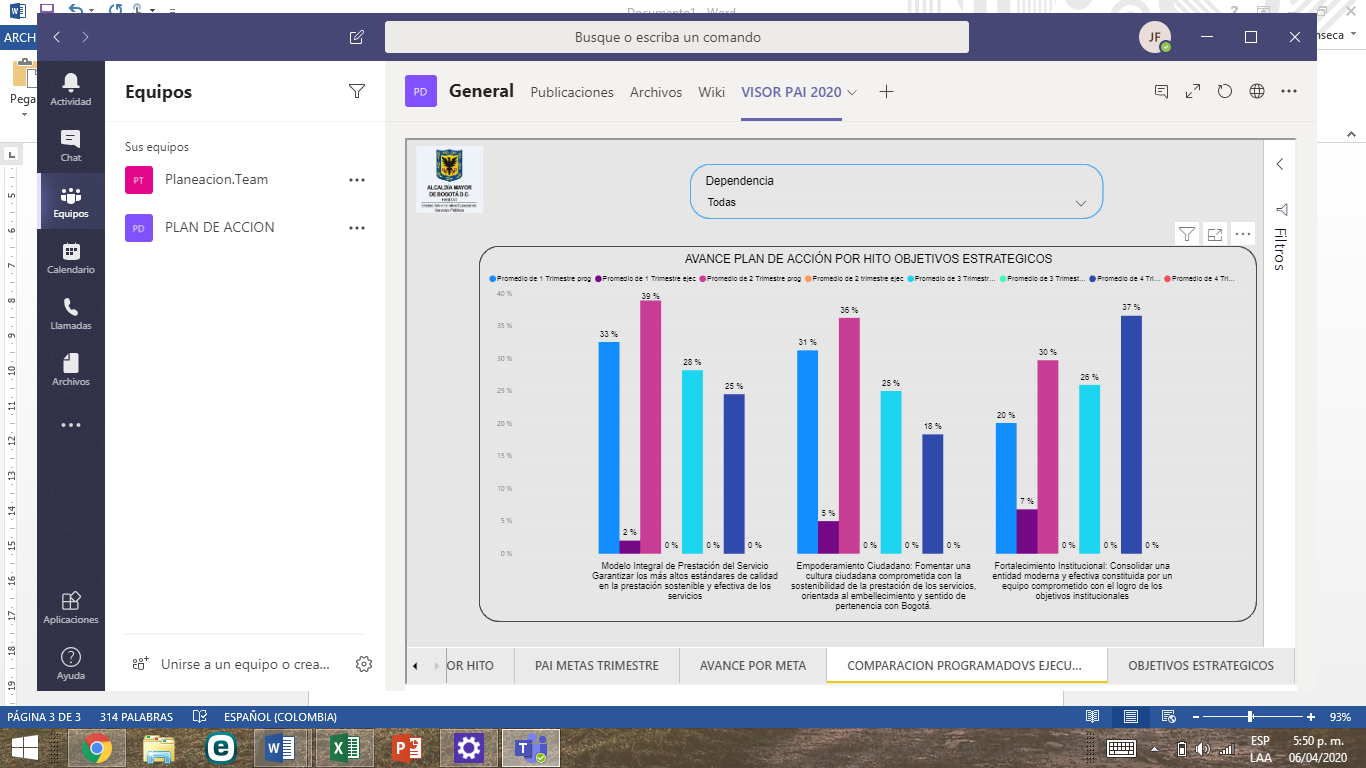 Documento1 - Word
ARCH
nseca
Pega
Busque o escriba un comando
JF
Actividad
Chat
Equipos
Calendario
Llamadas
Archivos
Aplicaciones
Ayuda
Equipos
Sus equipos
PT Planeacion.Team
PD PLAN DE ACCION
Unirse a un equipo o crea...
PD General Publicaciones Archivos Wiki VISOR PAI 2020
ALCALDÍA MAYOR
DE BOGOTÁ D.C.
HÁBITAT
Dependencia
Todas
Filtros
AVANCE PLAN DE ACCIÓN POR HITO OBJETIVOS ESTRATEGICOS
Promedio de 1 Trimestre prog Promedio de 1 Trimestre ejec Promedio de 2 Trimestre prog Promedio de 2 trimestre ejec Promedio de 3 Trimestr... Promedio de 3 Trimest... Promedio de 4 Tri... Promedio de 4 Tri...
40 %
35 %
30 %
25 %
20 %
15 %
10 %
5 %
0 %
33 % 2 % 39 % 0 % 28 % 0 % 25 % 0 %
31 % 5 % 36 % 0 % 25 % 0 % 18 % 0 %
20 % 7 % 30 % 0 % 26 % 0 % 37 % 0 %
Modelo Integral de Prestación del Servicio
Garantizar los más altos estándares de calidad
en la prestación sostenible y efectiva de los
servicios
Empoderamiento Ciudadano: Fomentar una
cultura ciudadana comprometida con la
sostenibilidad de la prestación de los servicios,
orientada al embellecimiento y sentido de
pertenencia con Bogotá.
Fortalecimiento Institucional: Consolidar una
entidad moderna y efectiva constituida por un
equipo comprometido con el logro de los
objetivos institucionales
OR HITO PAI METAS TRIMESTRE AVANCE POR META COMPARACION PROGRAMADOVS EJECU... OBJETIVOS ESTRATEGICOS
PÁGINA 3 DE 3 314 PALABRAS ESPAÑOL (COLOMBIA) 93%
ESP 5:50 p. m.
LAA 06/04/2020